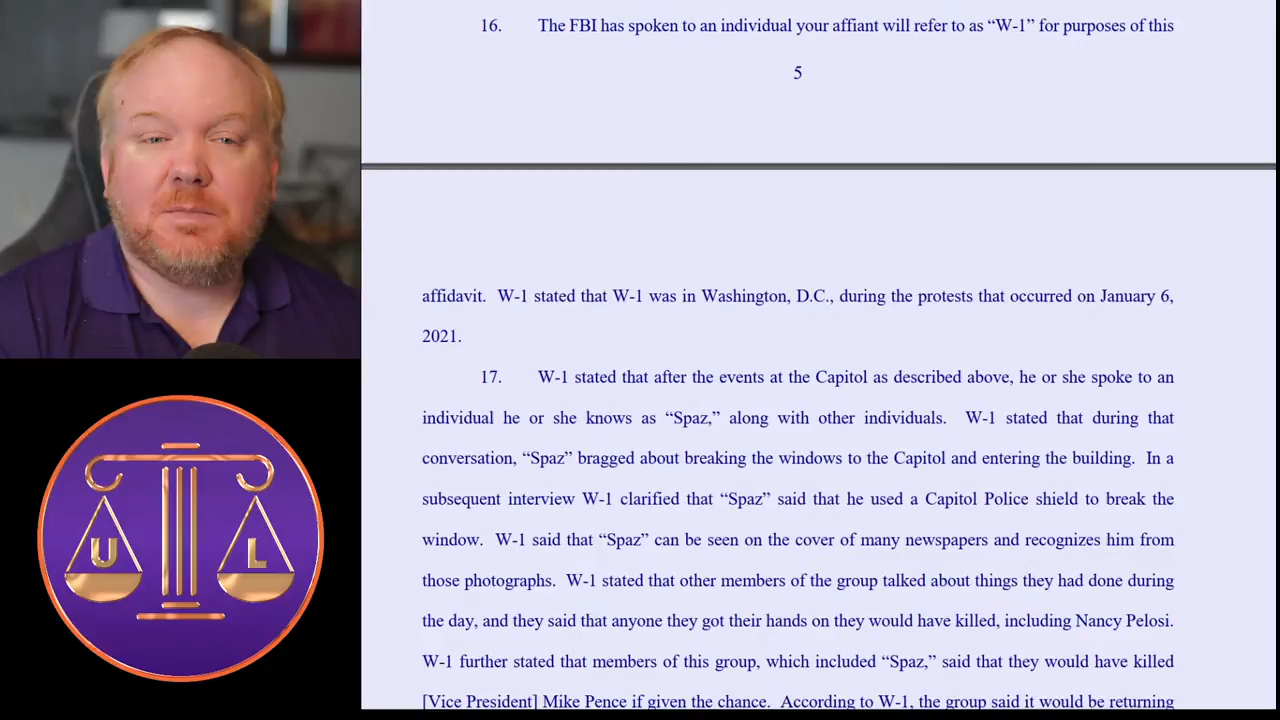 16. The FBI has spoken to an individual your affiant will refer to as “W-1” for purposes of this
5
affidavit. W-1 stated that W-1 was in Washington, D.C., during the protests that occurred on January 6,
2021.
17. W-1 stated that after the events at the Capitol as described above, he or she spoke to an
individual he or she knows as “Spaz,” along with other individuals. W-1 stated that during that
conversation, “Spaz” bragged about breaking the windows to the Capitol and entering the building. In a
subsequent interview W-1 clarified that “Spaz” said that he used a Capitol Police shield to break the
window. W-1 said that “Spaz” can be seen on the cover of many newspapers and recognizes him from
those photographs. W-1 stated that other members of the group talked about things they had done during
the day, and they said that anyone they got their hands on they would have killed, including Nancy Pelosi.
W-1 further stated that members of this group, which included “Spaz,” said that they would have killed
[Vice President] Mike Pence if given the chance. According to W-1, the group said it would be returning
U L